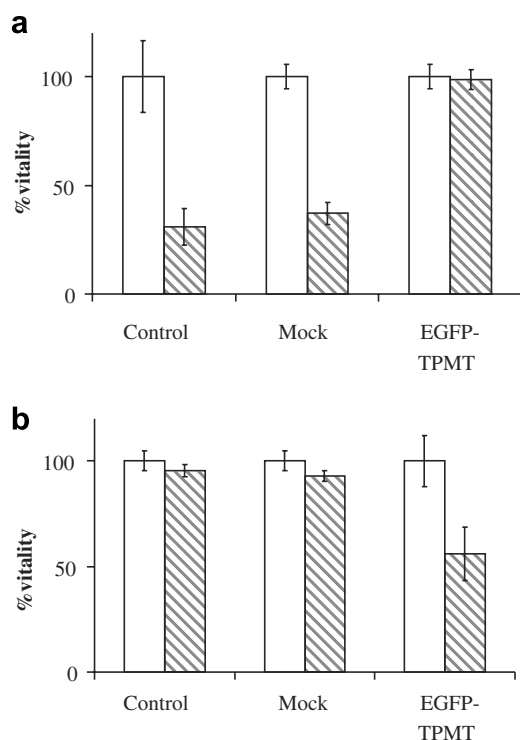 a
100
50
0
% vitality
Control
Mock
EGFP-
TPMT
b
100
50
0
% vitality
Control
Mock
EGFP-
TPMT